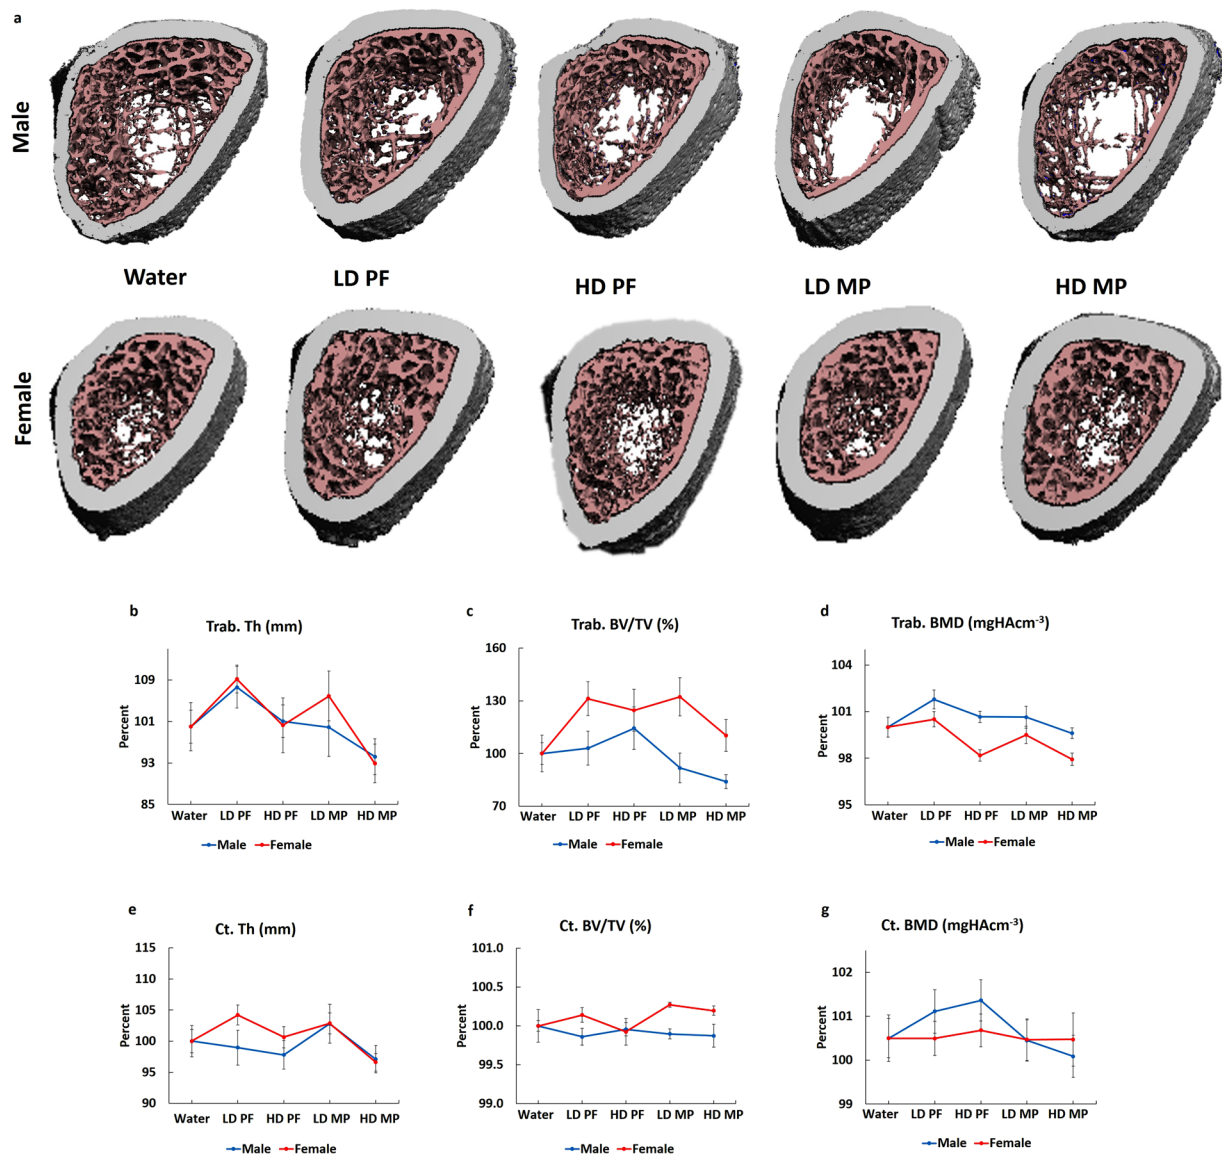 a
Male
Water
LD PF
HD PF
LD MP
HD MP
Female
b
Trab. Th (mm)
Percent
109
101
93
85
Water LD PF HD PF LD MP HD MP
Male Female
c
Trab. BV/TV (%)
Percent
160
130
100
70
Water LD PF HD PF LD MP HD MP
Male Female
d
Trab. BMD (mgHAcm⁻³)
Percent
104
101
98
95
Water LD PF HD PF LD MP HD MP
Male Female
e
Ct. Th (mm)
Percent
115
110
105
100
95
90
Water LD PF HD PF LD MP HD MP
Male Female
f
Ct. BV/TV (%)
Percent
101.0
100.5
100.0
99.5
99.0
Water LD PF HD PF LD MP HD MP
Male Female
g
Ct. BMD (mgHAcm⁻³)
Percent
102
101
100
99
Water LD PF HD PF LD MP HD MP
Male Female